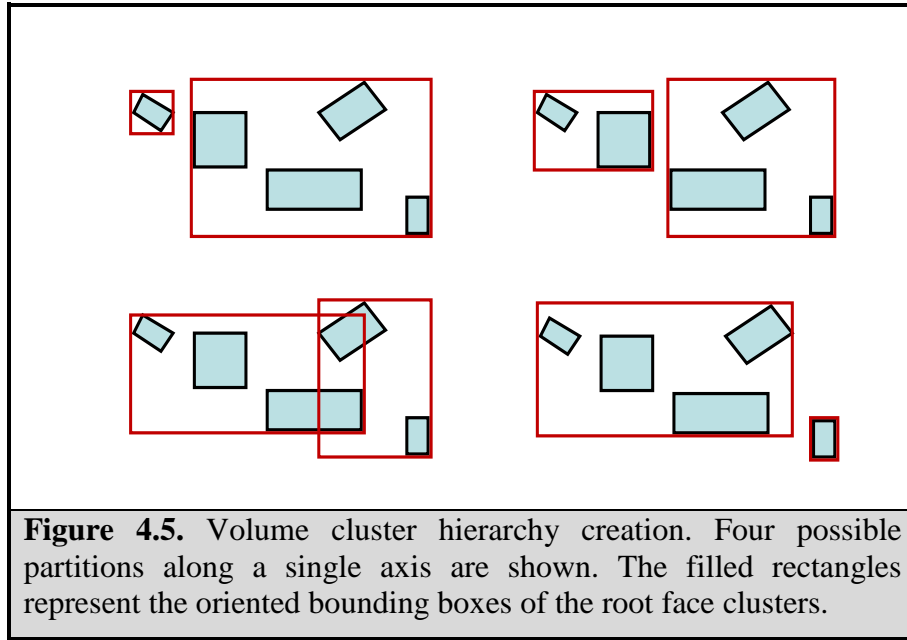 Figure 4.5. Volume cluster hierarchy creation. Four possible
partitions along a single axis are shown. The filled rectangles
represent the oriented bounding boxes of the root face clusters.